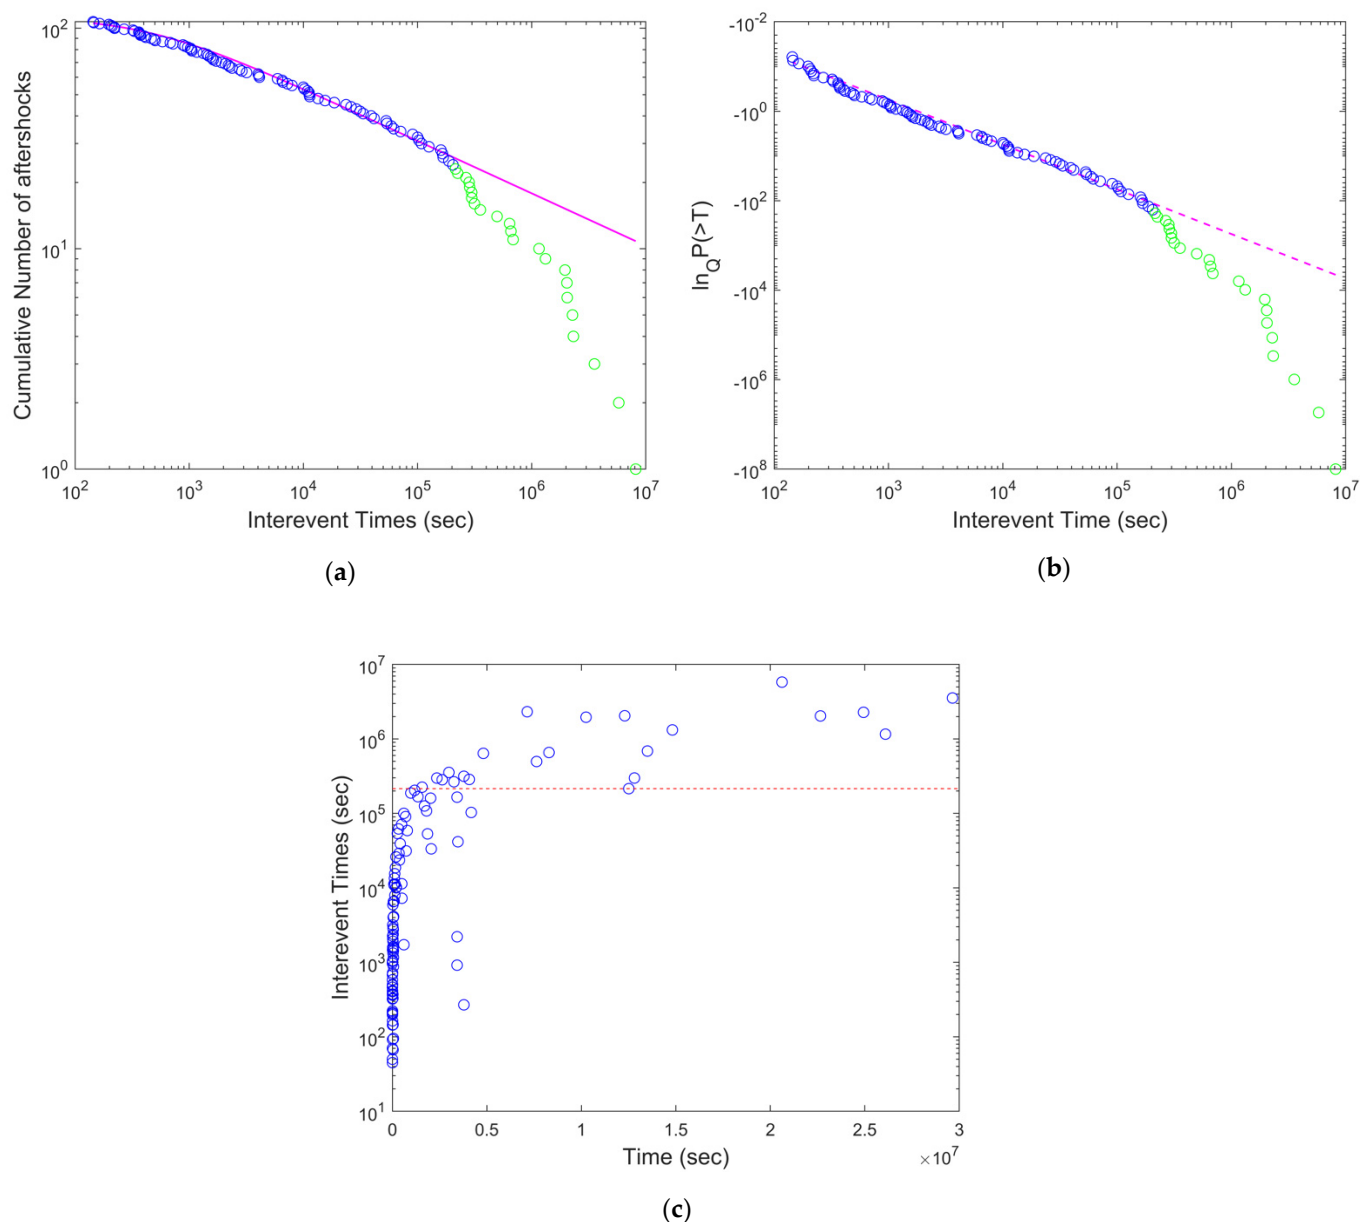 Cumulative Number of aftershocks
10^2
10^1
10^0
10^2 10^3 10^4 10^5 10^6 10^7
Interevent Times (sec)
(a)
ln_Q P(>T)
-10^-2
-10^0
-10^2
-10^4
-10^6
-10^8
10^2 10^3 10^4 10^5 10^6 10^7
Interevent Time (sec)
(b)
Interevent Times (sec)
10^7
10^6
10^5
10^4
10^3
10^2
10^1
0 0.5 1 1.5 2 2.5 3
Time (sec) ×10^7
(c)